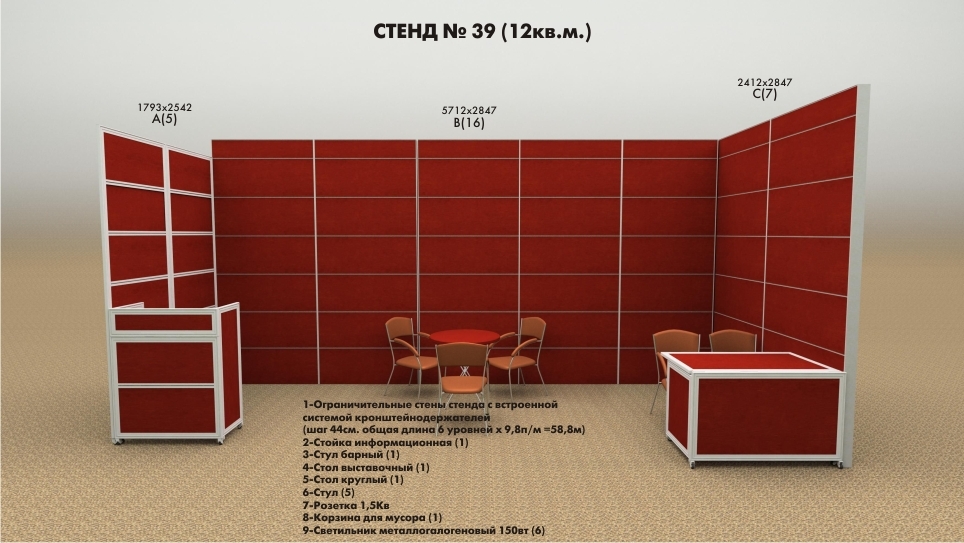 СТЕНД № 39 (12кв.м.)
1793x2542
A(5)
5712x2847
B(16)
2412x2847
C(7)
1-Ограничительные стены стенда с встроенной
системой кронштейнодержателей
(шаг 44см. общая длина 6 уровней х 9,8п/м =58,8м)
2-Стойка информационная (1)
3-Стул барный (1)
4-Стол выставочный (1)
5-Стол круглый (1)
6-Стул (5)
7-Розетка 1,5Кв
8-Корзина для мусора (1)
9-Светильник металлогалогеновый 150вт (6)